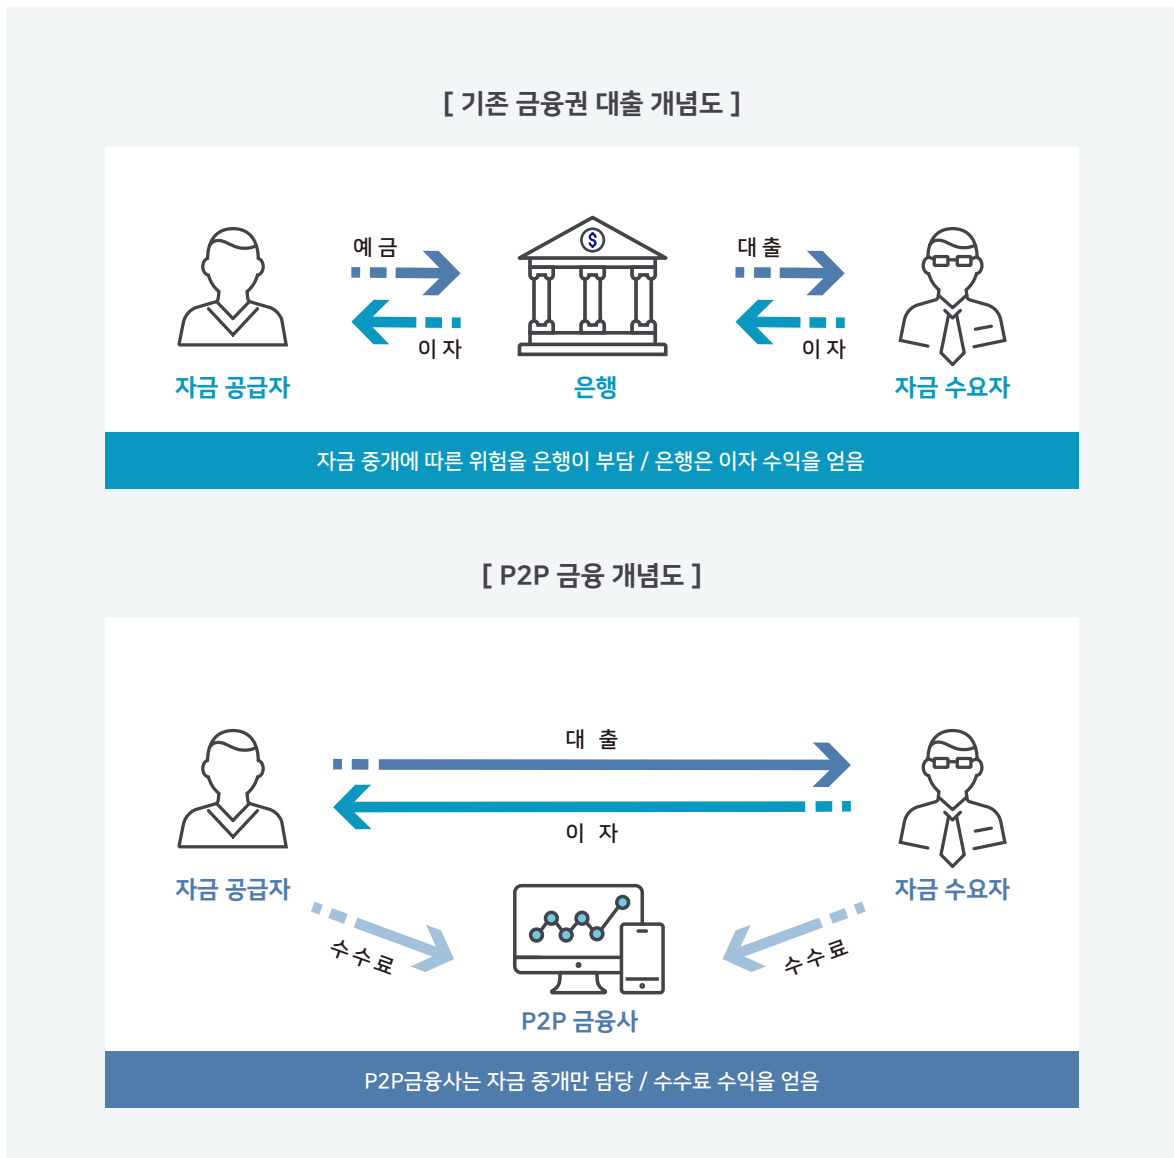 [ 기존 금융권 대출 개념도 ]
예금
대출
$
이자
이자
자금 공급자
은행
자금 수요자
자금 중개에 따른 위험을 은행이 부담 / 은행은 이자 수익을 얻음
[ P2P 금융 개념도 ]
대 출
이 자
자금 공급자
자금 수요자
수수료
수수료
P2P 금융사
P2P금융사는 자금 중개만 담당 / 수수료 수익을 얻음